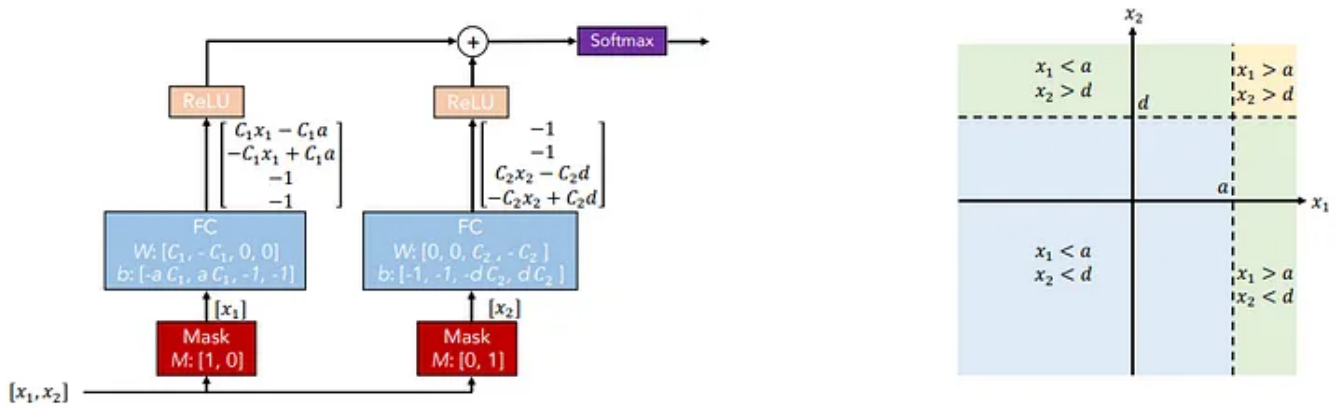 +
Softmax
ReLU
ReLU
C₁x₁ − C₁a
−C₁x₁ + C₁a
−1
−1
−1
−1
C₂x₂ − C₂d
−C₂x₂ + C₂d
FC
W: [C₁, - C₁, 0, 0]
b: [-a C₁, a C₁, -1, -1]
FC
W: [0, 0, C₂ , - C₂ ]
b: [-1, -1, -d C₂, d C₂ ]
[x₁]
[x₂]
Mask
M: [1, 0]
Mask
M: [0, 1]
[x₁, x₂]
x₂
x₁ < a
x₂ > d
x₁ > a
x₂ > d
d
a
x₁
x₁ < a
x₂ < d
x₁ > a
x₂ < d